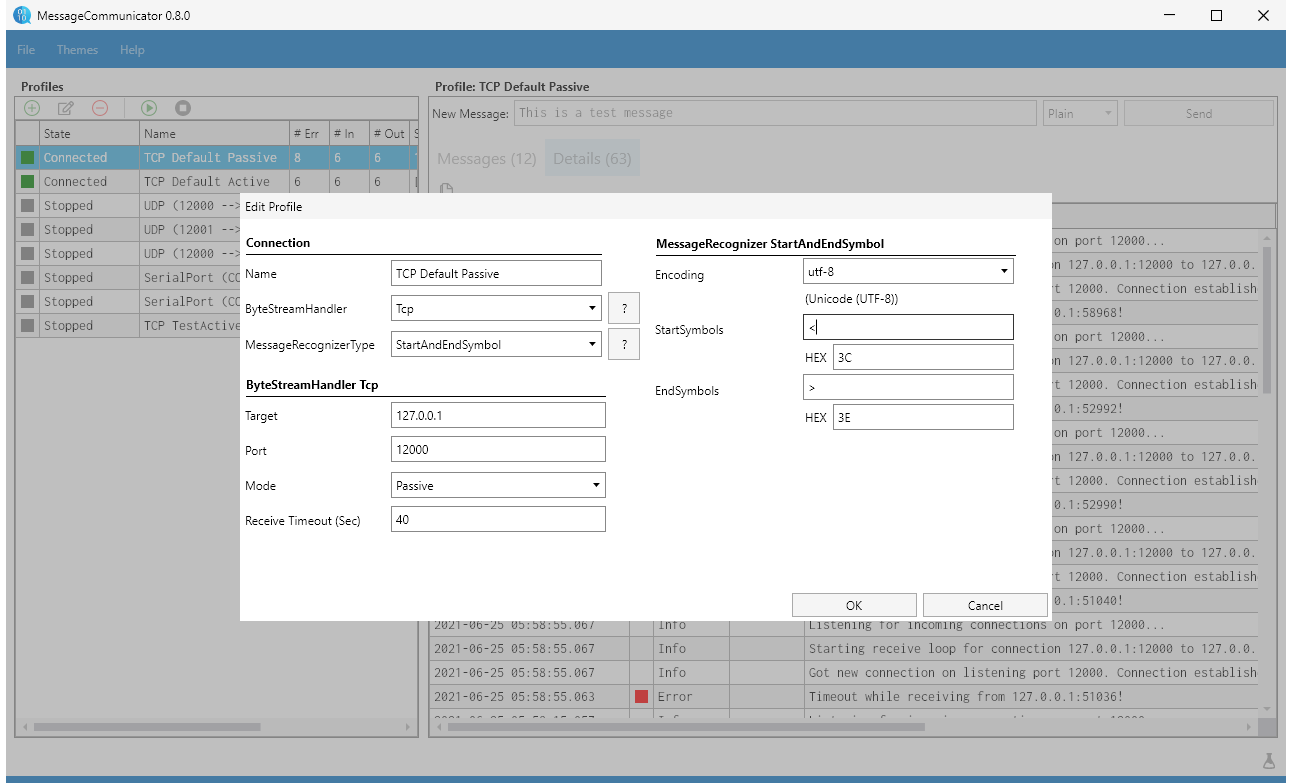 MessageCommunicator 0.8.0
File Themes Help
Profiles
State Name # Err # In # Out
Connected TCP Default Passive 8 6 6
Connected TCP Default Active 6 6 6
Stopped UDP (12000 -->
Stopped UDP (12001 -->
Stopped UDP (12000 -->
Stopped SerialPort (CO
Stopped SerialPort (CO
Stopped TCP TestActive
Profile: TCP Default Passive
New Message: This is a test message Plain Send
Messages (12) Details (63)
Edit Profile
Connection
Name TCP Default Passive
ByteStreamHandler Tcp ?
MessageRecognizerType StartAndEndSymbol ?
ByteStreamHandler Tcp
Target 127.0.0.1
Port 12000
Mode Passive
Receive Timeout (Sec) 40
MessageRecognizer StartAndEndSymbol
Encoding utf-8
(Unicode (UTF-8))
StartSymbols <
HEX 3C
EndSymbols >
HEX 3E
OK Cancel
on port 12000...
on 127.0.0.1:12000 to 127.0.0.
rt 12000. Connection establish
0.1:58968!
on port 12000...
on 127.0.0.1:12000 to 127.0.0.
rt 12000. Connection establish
0.1:52992!
on port 12000...
on 127.0.0.1:12000 to 127.0.0.
rt 12000. Connection establish
0.1:52990!
on port 12000...
on 127.0.0.1:12000 to 127.0.0.
rt 12000. Connection establish
0.1:51040!
2021-06-25 05:58:55.067 Info Listening for incoming connections on port 12000...
2021-06-25 05:58:55.067 Info Starting receive loop for connection 127.0.0.1:12000 to 127.0.0.
2021-06-25 05:58:55.067 Info Got new connection on listening port 12000. Connection establish
2021-06-25 05:58:55.063 Error Timeout while receiving from 127.0.0.1:51036!